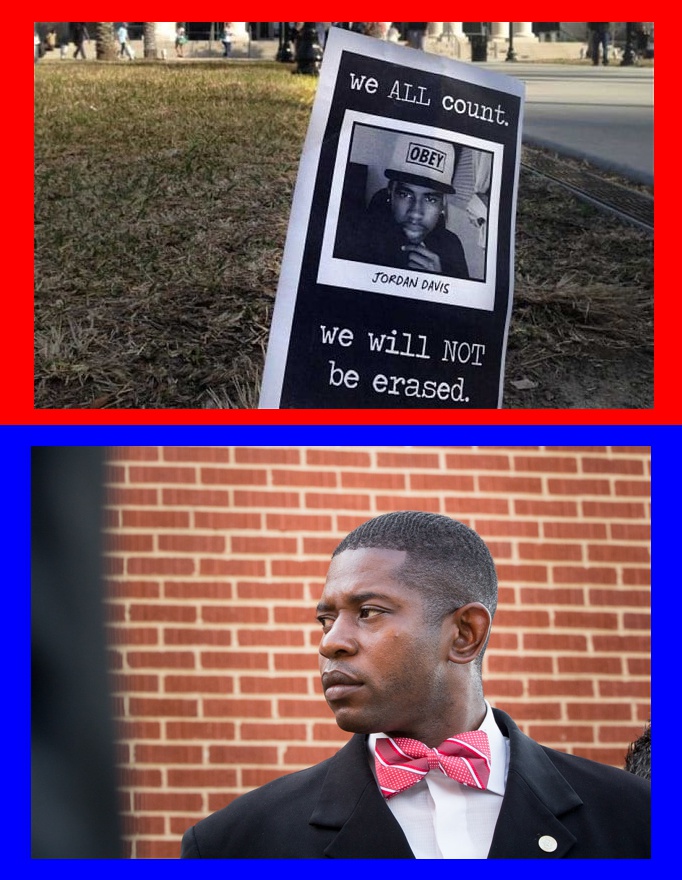 we ALL count.
OBEY
JORDAN DAVIS
we will NOT
be erased.